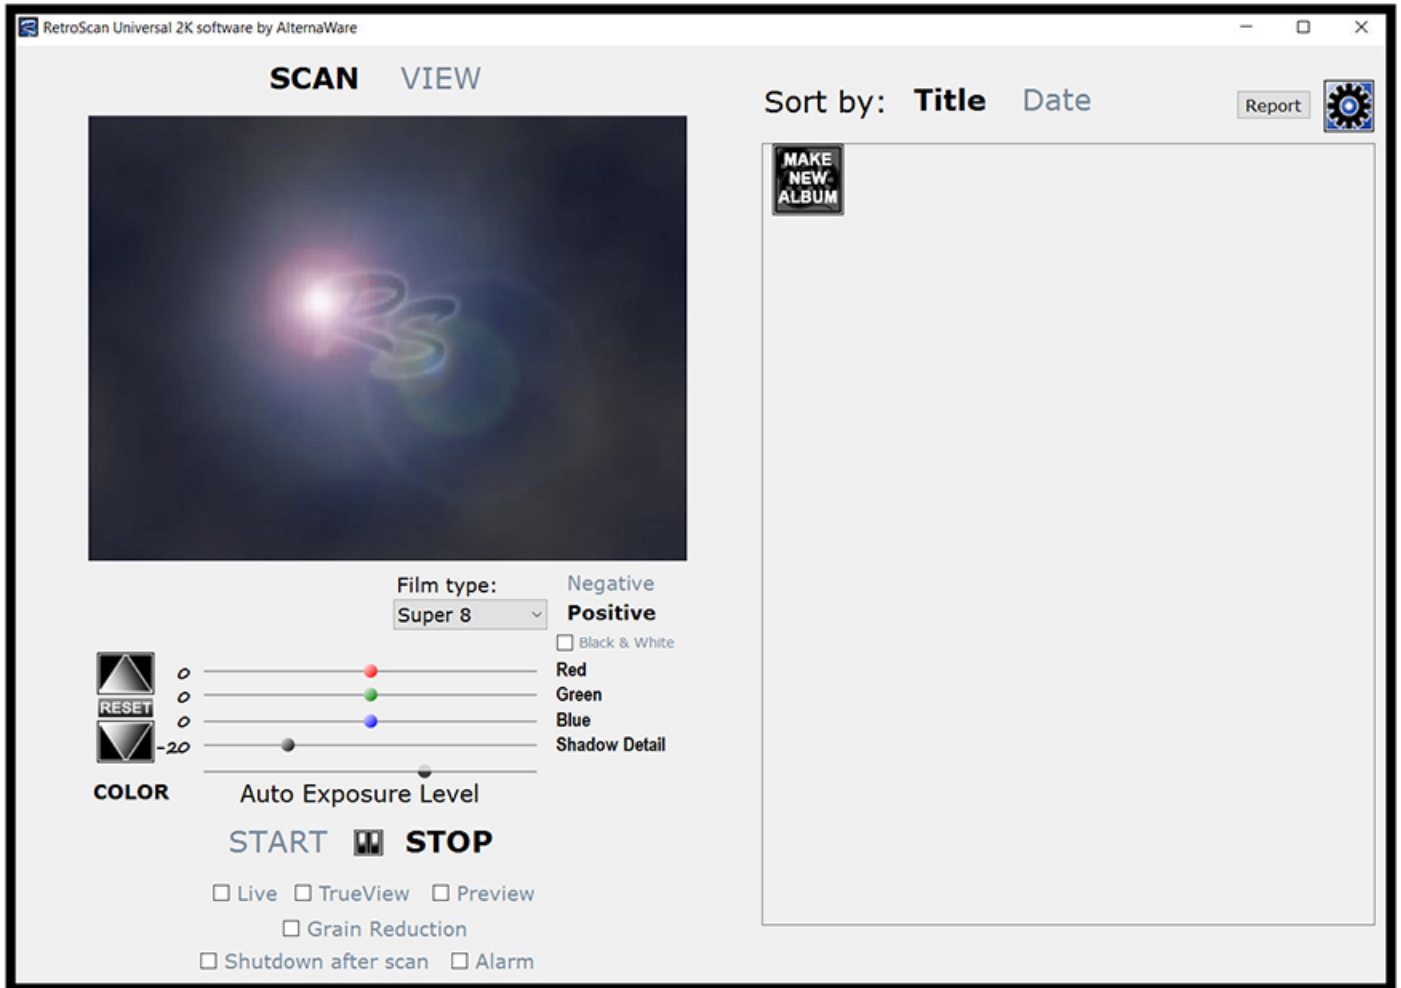 RetroScan Universal 2K software by AlternaWare
SCAN VIEW
Sort by: Title Date
Report
MAKE
NEW
ALBUM
RS
Film type:
Super 8
Negative
Positive
Black & White
0 Red
RESET
0 Green
0 Blue
-20 Shadow Detail
COLOR
Auto Exposure Level
START STOP
Live TrueView Preview
Grain Reduction
Shutdown after scan Alarm